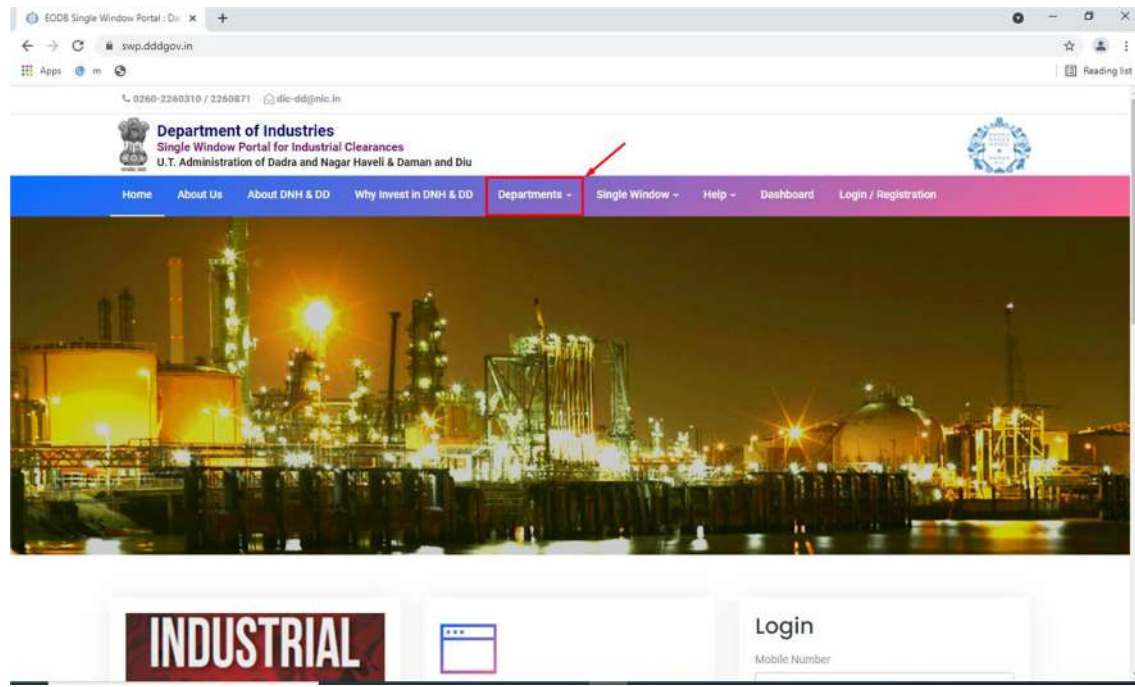 EODB Single Window Portal : Da
swp.dddgov.in
Apps m Reading list
0260-2260310 / 2260871 dic-dd@nic.in
Department of Industries
Single Window Portal for Industrial Clearances
U.T. Administration of Dadra and Nagar Haveli & Daman and Diu
Home About Us About DNH & DD Why Invest in DNH & DD Departments Single Window Help Dashboard Login / Registration
INDUSTRIAL
Login
Mobile Number